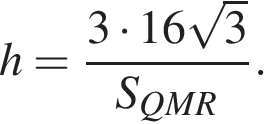 h = \frac{3 \cdot 16\sqrt{3}}{S_{QMR}}.